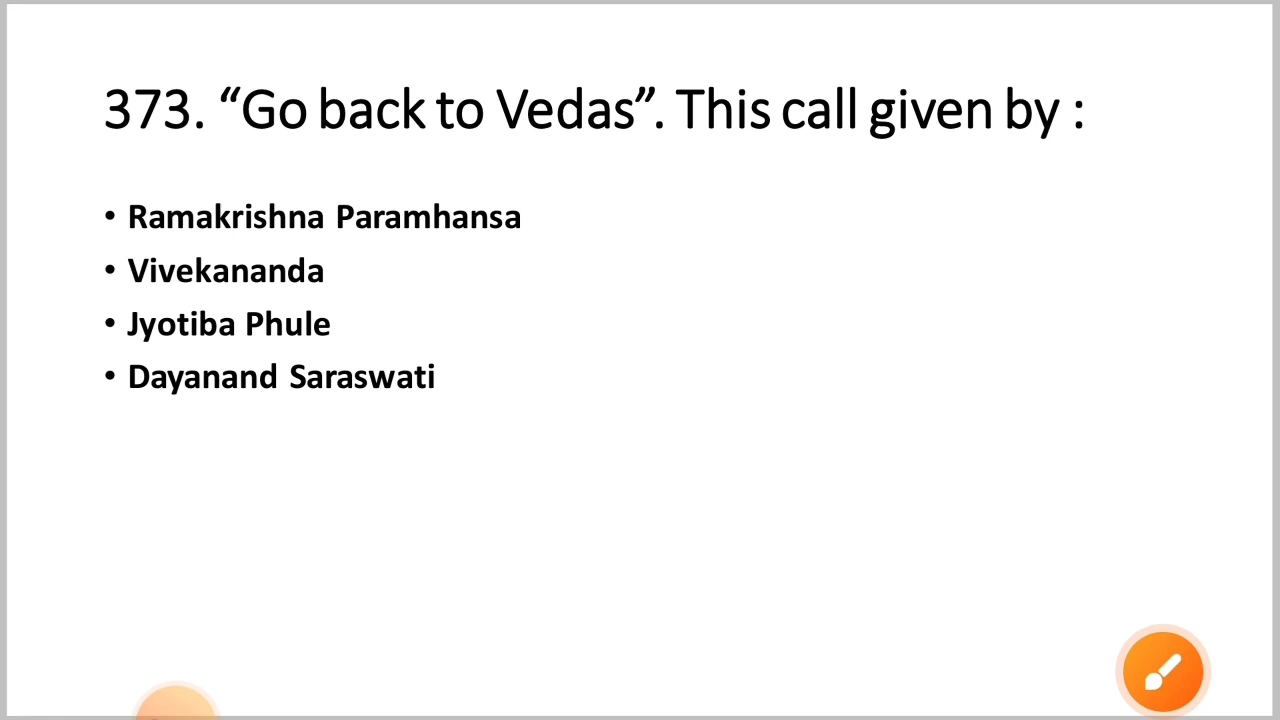 373. “Go back to Vedas”. This call given by :
• Ramakrishna Paramhansa
• Vivekananda
• Jyotiba Phule
• Dayanand Saraswati